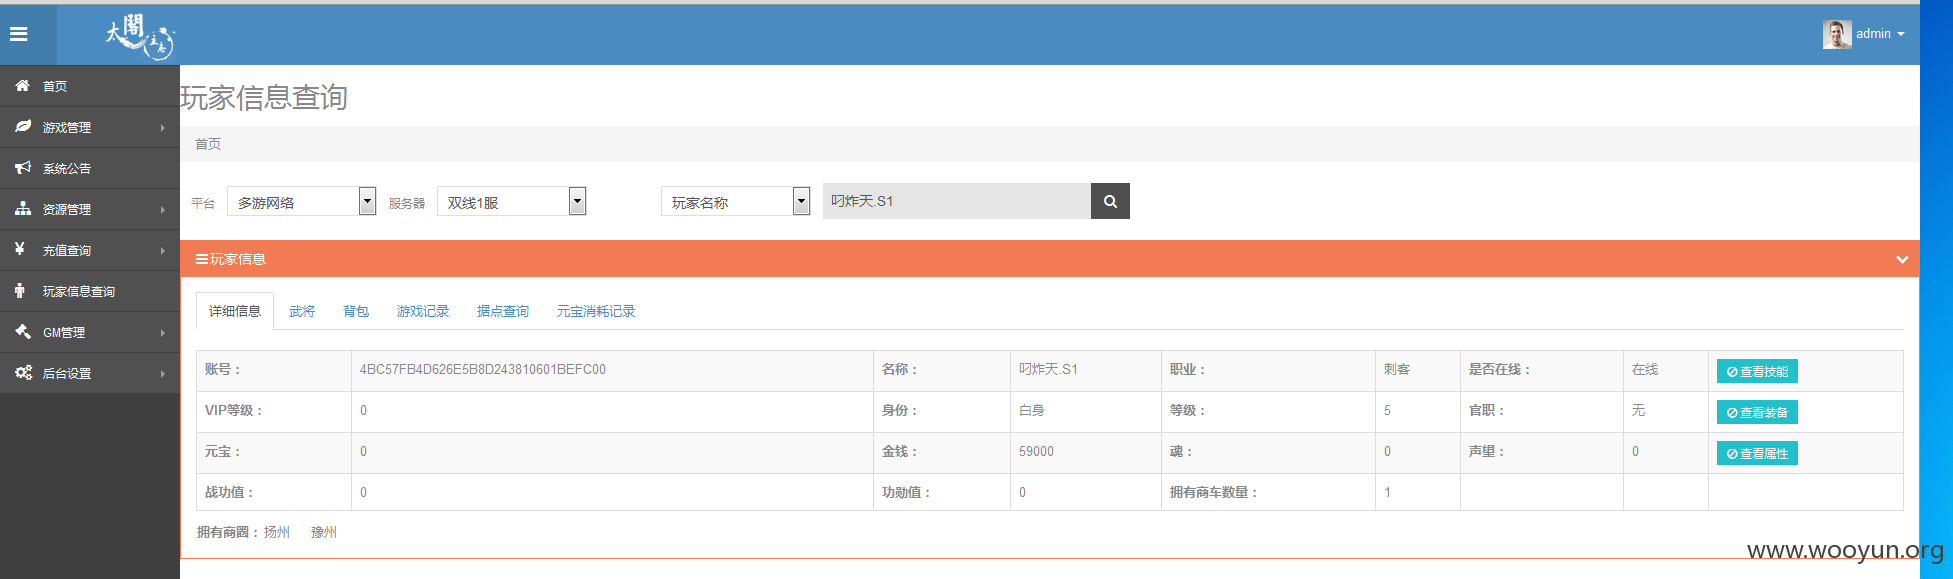 太閤立志
admin
首页
游戏管理
系统公告
资源管理
¥ 充值查询
玩家信息查询
GM管理
后台设置
玩家信息查询
首页
平台 多游网络 服务器 双线1服 玩家名称 叼炸天.S1
玩家信息
详细信息 武将 背包 游戏记录 据点查询 元宝消耗记录
账号： 4BC57FB4D626E5B8D243810601BEFC00 名称： 叼炸天.S1 职业： 刺客 是否在线： 在线 查看技能
VIP等级： 0 身份： 白身 等级： 5 官职： 无 查看装备
元宝： 0 金钱： 59000 魂： 0 声望： 0 查看属性
战功值： 0 功勋值： 0 拥有商车数量： 1
拥有商圈： 扬州 豫州
www.wooyun.org